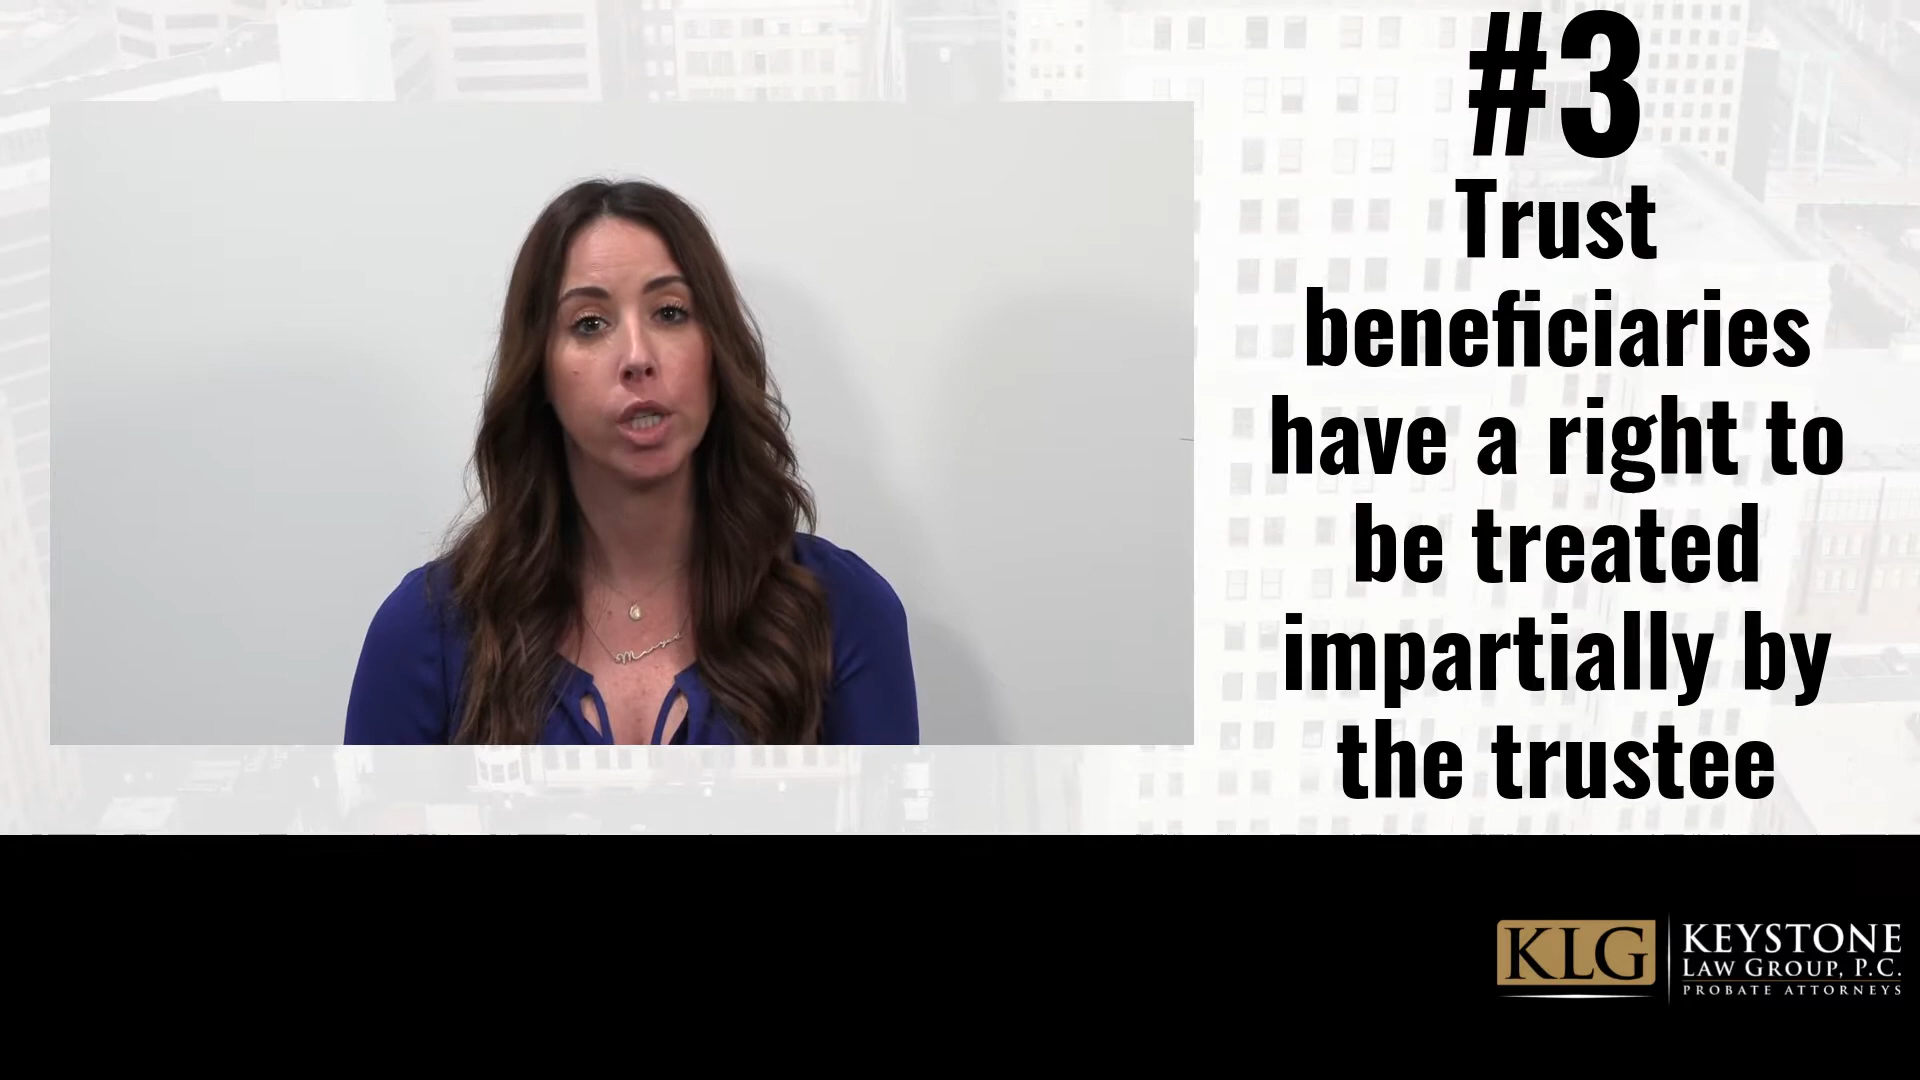 #3
Trust
beneficiaries
have a right to
be treated
impartially by
the trustee
KLG
KEYSTONE
LAW GROUP, P.C.
PROBATE ATTORNEYS